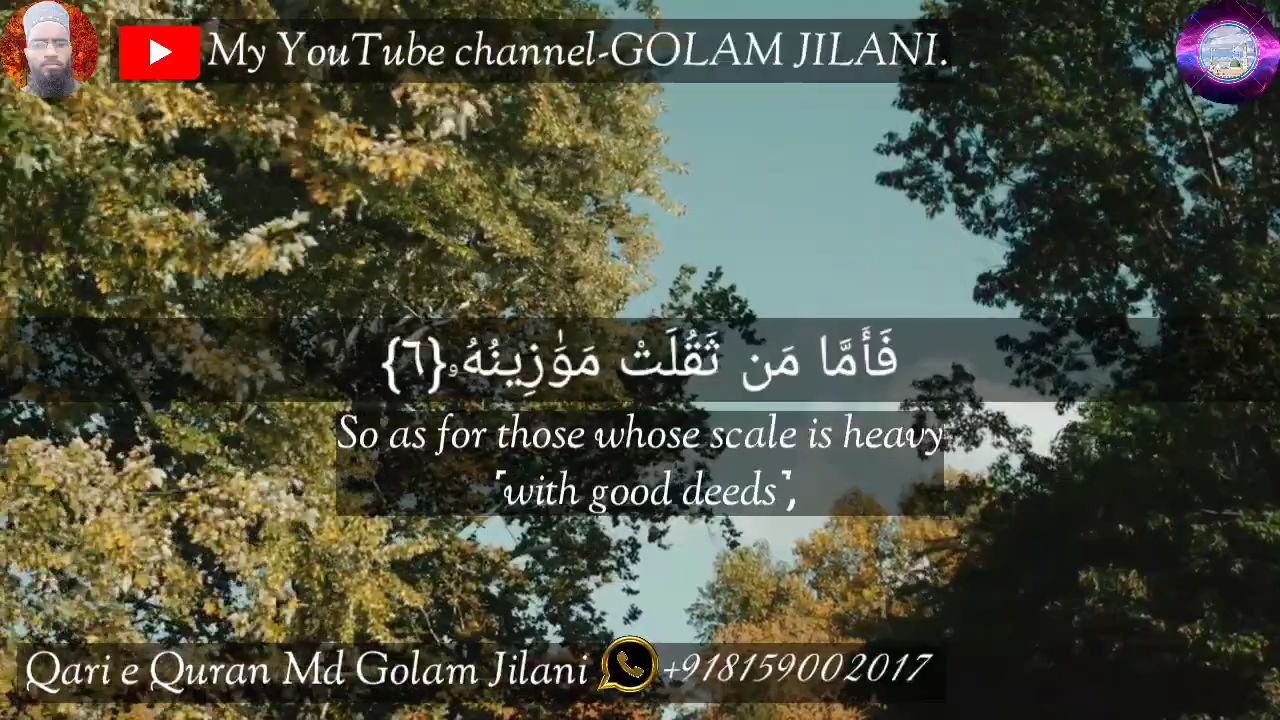 My YouTube channel-GOLAM JILANI.
فَأَمَّا مَن ثَقُلَتْ مَوَٰزِينُهُۥ {٦}
So as for those whose scale is heavy
˹with good deeds˺,
Qari e Quran Md Golam Jilani +918159002017